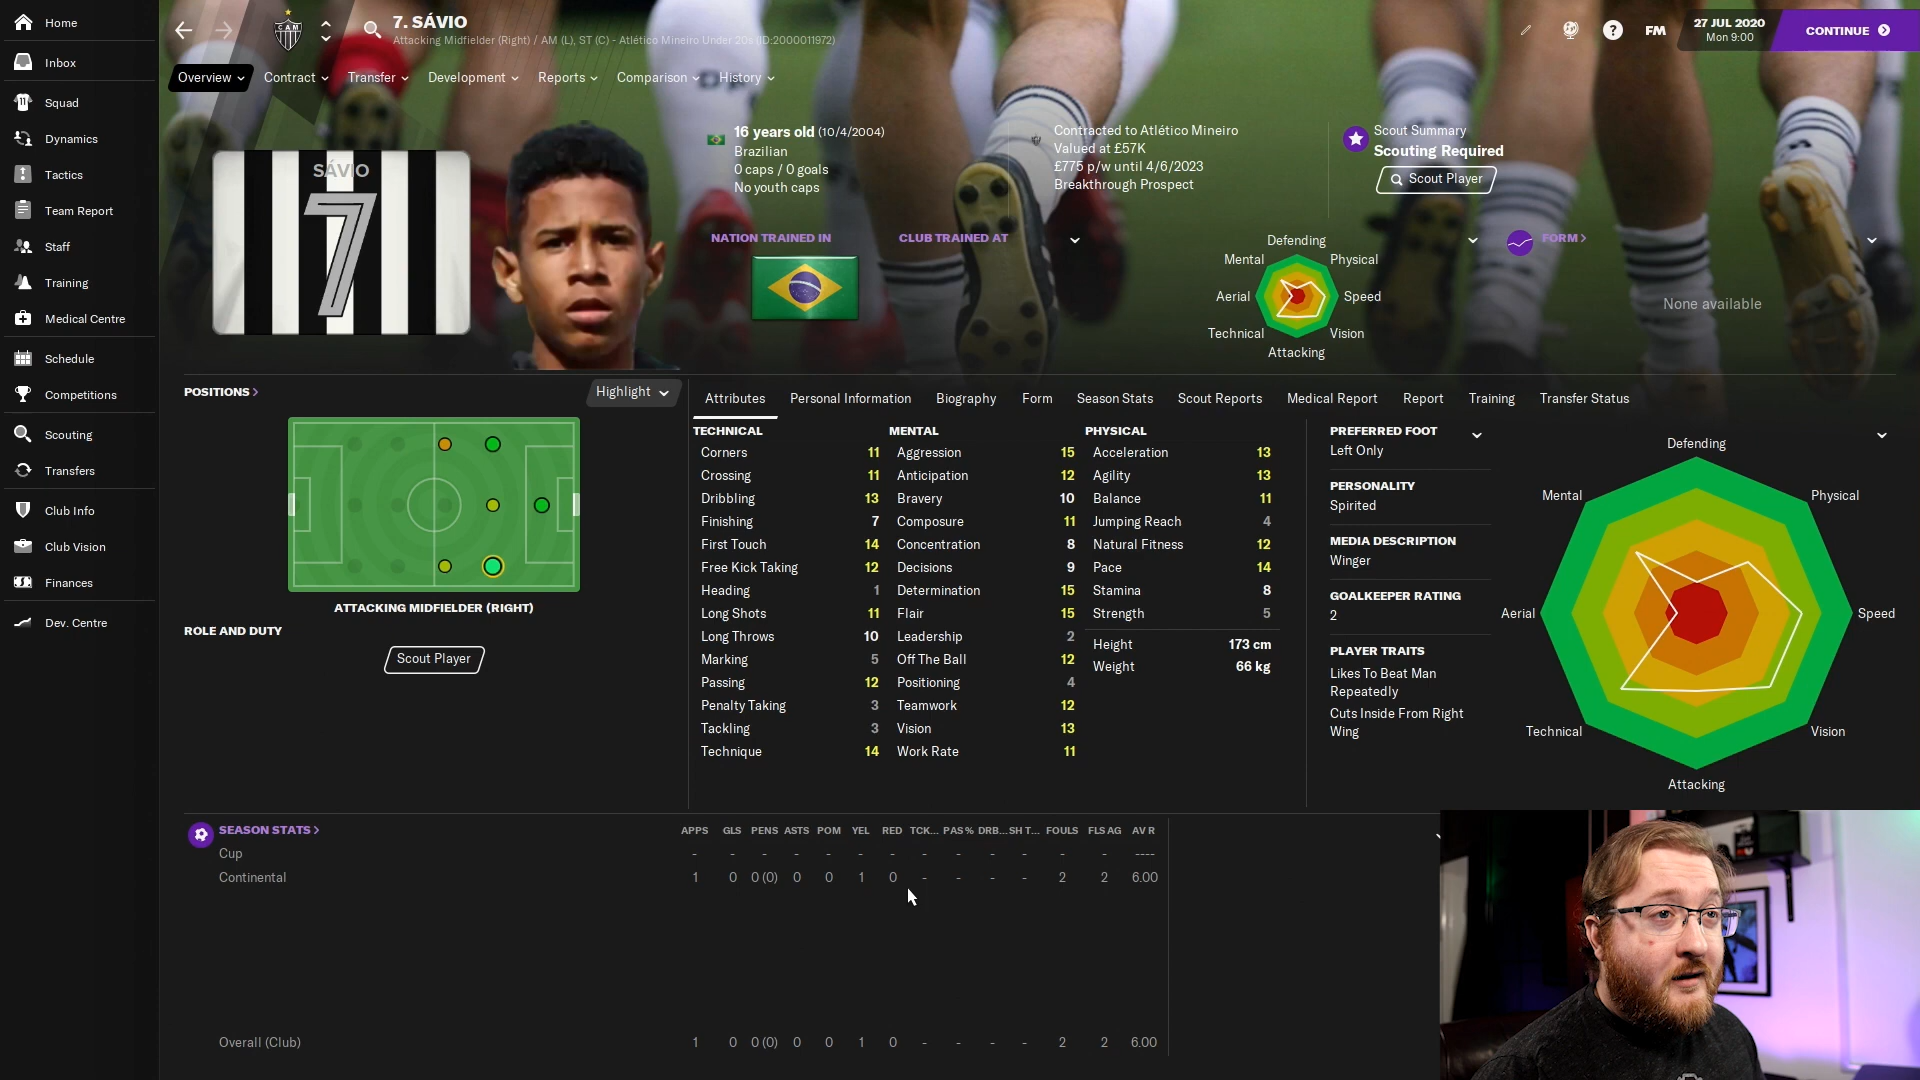 Home
Inbox
Squad
Dynamics
Tactics
Team Report
Staff
Training
Medical Centre
Schedule
Competitions
Scouting
Transfers
Club Info
Club Vision
Finances
Dev. Centre
7. SÁVIO
Attacking Midfielder (Right) / AM (L), ST (C) - Atlético Mineiro Under 20s (ID:2000011972)
FM
27 JUL 2020
Mon 9:00
CONTINUE
Overview Contract Transfer Development Reports Comparison History
SÁVIO
7
16 years old (10/4/2004)
Brazilian
0 caps / 0 goals
No youth caps
Contracted to Atlético Mineiro
Valued at £57K
£775 p/w until 4/6/2023
Breakthrough Prospect
Scout Summary
Scouting Required
Scout Player
NATION TRAINED IN
CLUB TRAINED AT
Defending
Mental Physical
Aerial Speed
Technical Vision
Attacking
FORM
None available
POSITIONS
Highlight
ATTACKING MIDFIELDER (RIGHT)
ROLE AND DUTY
Scout Player
Attributes Personal Information Biography Form Season Stats Scout Reports Medical Report Report Training Transfer Status
TECHNICAL
Corners 11
Crossing 11
Dribbling 13
Finishing 7
First Touch 14
Free Kick Taking 12
Heading 1
Long Shots 11
Long Throws 10
Marking 5
Passing 12
Penalty Taking 3
Tackling 3
Technique 14
MENTAL
Aggression 15
Anticipation 12
Bravery 10
Composure 11
Concentration 8
Decisions 9
Determination 15
Flair 15
Leadership 2
Off The Ball 12
Positioning 4
Teamwork 12
Vision 13
Work Rate 11
PHYSICAL
Acceleration 13
Agility 13
Balance 11
Jumping Reach 4
Natural Fitness 12
Pace 14
Stamina 8
Strength 5
Height 173 cm
Weight 66 kg
PREFERRED FOOT
Left Only
PERSONALITY
Spirited
MEDIA DESCRIPTION
Winger
GOALKEEPER RATING
2
PLAYER TRAITS
Likes To Beat Man
Repeatedly
Cuts Inside From Right
Wing
Defending
Mental Physical
Aerial Speed
Technical Vision
Attacking
SEASON STATS
APPS GLS PENS ASTS POM YEL RED TCK... PAS % DRB... SH T... FOULS FLS AG AV R
Cup - - - - - - - - - - - - - ----
Continental 1 0 0 (0) 0 0 1 0 - - - - 2 2 6.00
Overall (Club) 1 0 0 (0) 0 0 1 0 - - - - 2 2 6.00